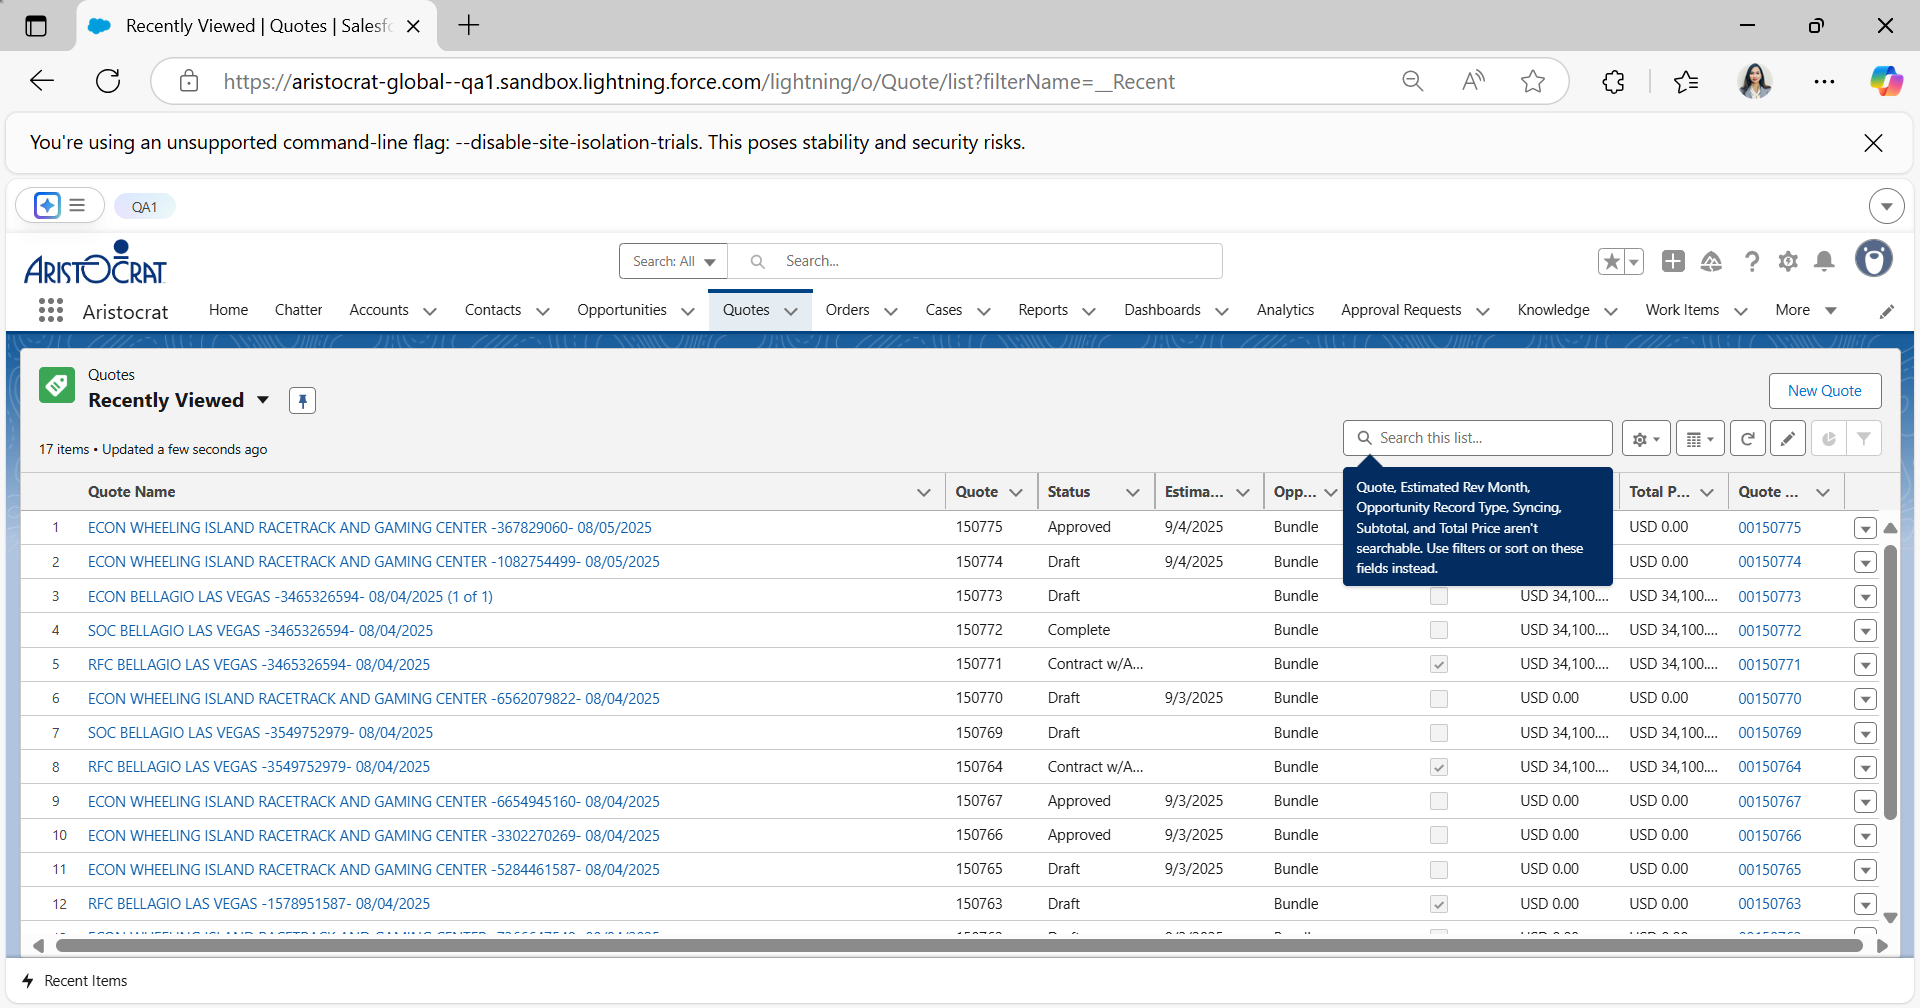 Recently Viewed | Quotes | Salesfo
https://aristocrat-global--qa1.sandbox.lightning.force.com/lightning/o/Quote/list?filterName=__Recent
You're using an unsupported command-line flag: --disable-site-isolation-trials. This poses stability and security risks.
QA1
ARISTOCRAT
Search: All
Search...
Aristocrat
Home
Chatter
Accounts
Contacts
Opportunities
Quotes
Orders
Cases
Reports
Dashboards
Analytics
Approval Requests
Knowledge
Work Items
More
Quotes
Recently Viewed
New Quote
17 items • Updated a few seconds ago
Search this list...
Quote, Estimated Rev Month,
Opportunity Record Type, Syncing,
Subtotal, and Total Price aren't
searchable. Use filters or sort on these
fields instead.
Quote Name Quote Status Estima... Opp... Total P... Quote ...
1 ECON WHEELING ISLAND RACETRACK AND GAMING CENTER -367829060- 08/05/2025 150775 Approved 9/4/2025 Bundle USD 0.00 00150775
2 ECON WHEELING ISLAND RACETRACK AND GAMING CENTER -1082754499- 08/05/2025 150774 Draft 9/4/2025 Bundle USD 0.00 00150774
3 ECON BELLAGIO LAS VEGAS -3465326594- 08/04/2025 (1 of 1) 150773 Draft Bundle USD 34,100.... USD 34,100.... 00150773
4 SOC BELLAGIO LAS VEGAS -3465326594- 08/04/2025 150772 Complete Bundle USD 34,100.... USD 34,100.... 00150772
5 RFC BELLAGIO LAS VEGAS -3465326594- 08/04/2025 150771 Contract w/A... Bundle USD 34,100.... USD 34,100.... 00150771
6 ECON WHEELING ISLAND RACETRACK AND GAMING CENTER -6562079822- 08/04/2025 150770 Draft 9/3/2025 Bundle USD 0.00 USD 0.00 00150770
7 SOC BELLAGIO LAS VEGAS -3549752979- 08/04/2025 150769 Draft Bundle USD 34,100.... USD 34,100.... 00150769
8 RFC BELLAGIO LAS VEGAS -3549752979- 08/04/2025 150764 Contract w/A... Bundle USD 34,100.... USD 34,100.... 00150764
9 ECON WHEELING ISLAND RACETRACK AND GAMING CENTER -6654945160- 08/04/2025 150767 Approved 9/3/2025 Bundle USD 0.00 USD 0.00 00150767
10 ECON WHEELING ISLAND RACETRACK AND GAMING CENTER -3302270269- 08/04/2025 150766 Approved 9/3/2025 Bundle USD 0.00 USD 0.00 00150766
11 ECON WHEELING ISLAND RACETRACK AND GAMING CENTER -5284461587- 08/04/2025 150765 Draft 9/3/2025 Bundle USD 0.00 USD 0.00 00150765
12 RFC BELLAGIO LAS VEGAS -1578951587- 08/04/2025 150763 Draft Bundle USD 0.00 USD 0.00 00150763
Recent Items